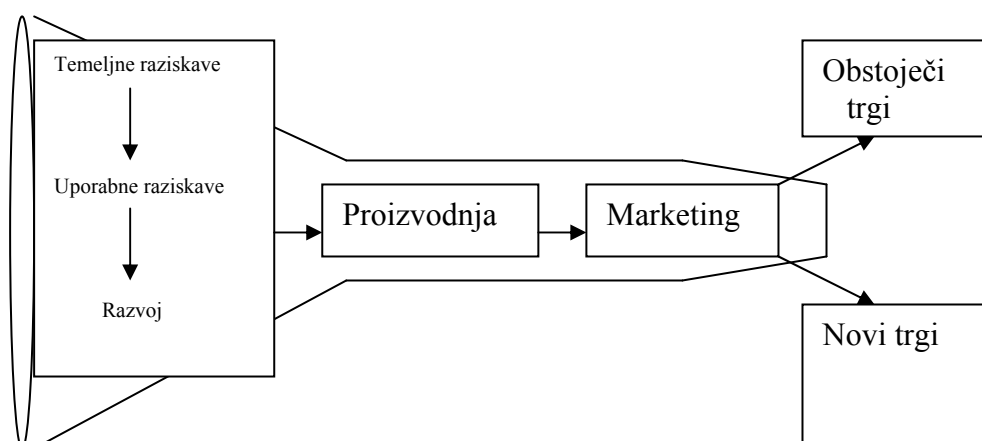 Temeljne raziskave
Uporabne raziskave
Razvoj
Proizvodnja
Marketing
Obstoječi
trgi
Novi trgi